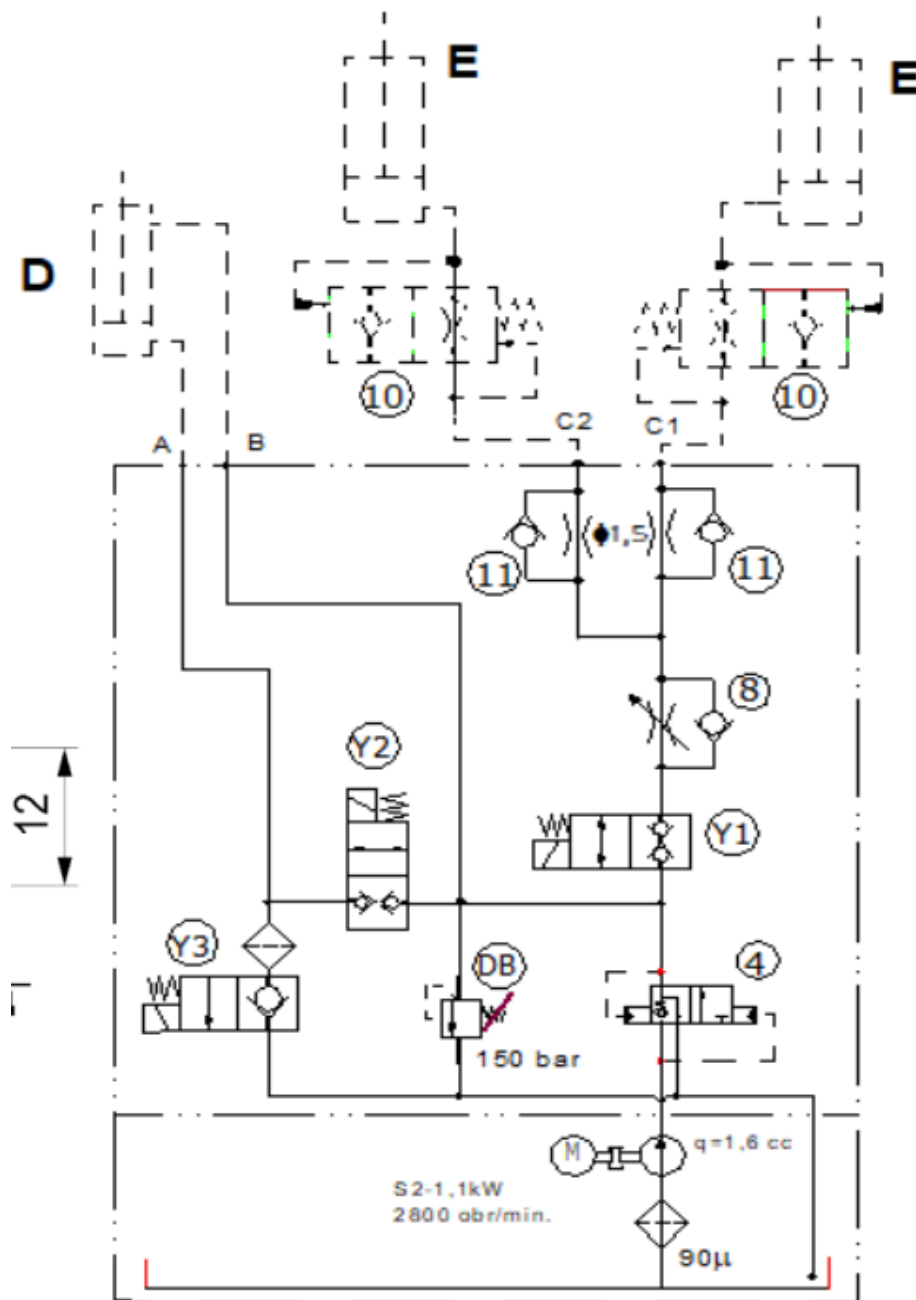 E
E
D
10
10
C2
C1
A
B
ϕ1,5
11
11
8
Y2
12
Y1
Y3
DB
4
150 bar
M
q=1,6 cc
S2-1,1kW
2800 obr/min.
90µ